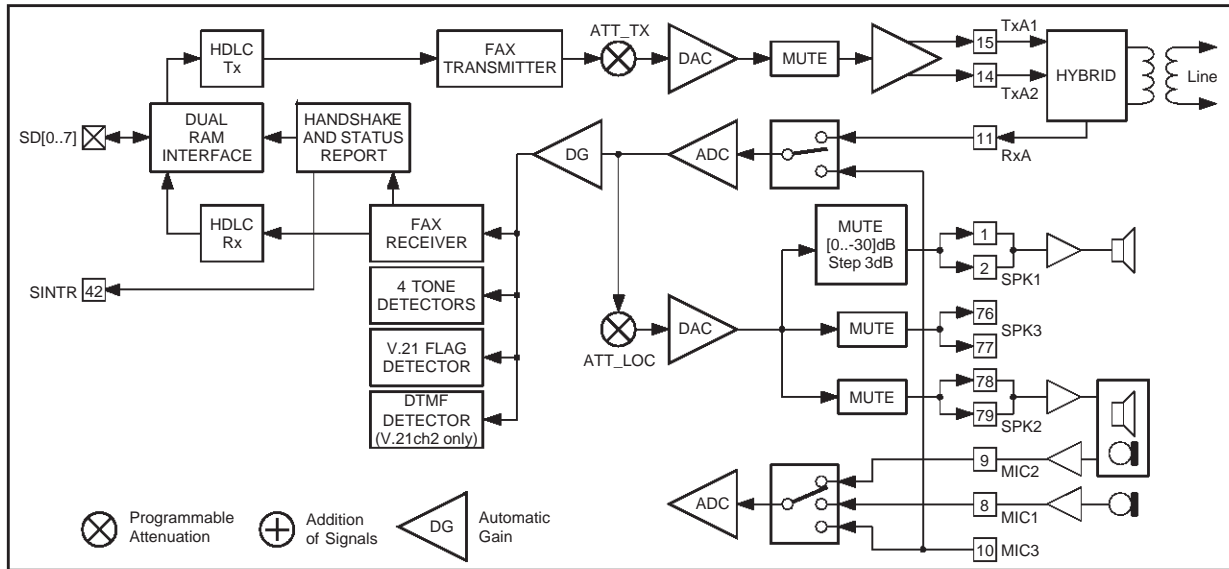 HDLC
Tx
FAX
TRANSMITTER
ATT_TX
DAC
MUTE
15
TxA1
14
TxA2
HYBRID
Line
SD[0..7]
DUAL
RAM
INTERFACE
HANDSHAKE
AND STATUS
REPORT
DG
ADC
11
RxA
HDLC
Rx
FAX
RECEIVER
MUTE
[0..-30]dB
Step 3dB
1
2
SPK1
SINTR
42
4 TONE
DETECTORS
ATT_LOC
DAC
MUTE
76
SPK3
77
V.21 FLAG
DETECTOR
DTMF
DETECTOR
(V.21ch2 only)
MUTE
78
79
SPK2
9
MIC2
ADC
8
MIC1
10
MIC3
Programmable
Attenuation
Addition
of Signals
DG
Automatic
Gain